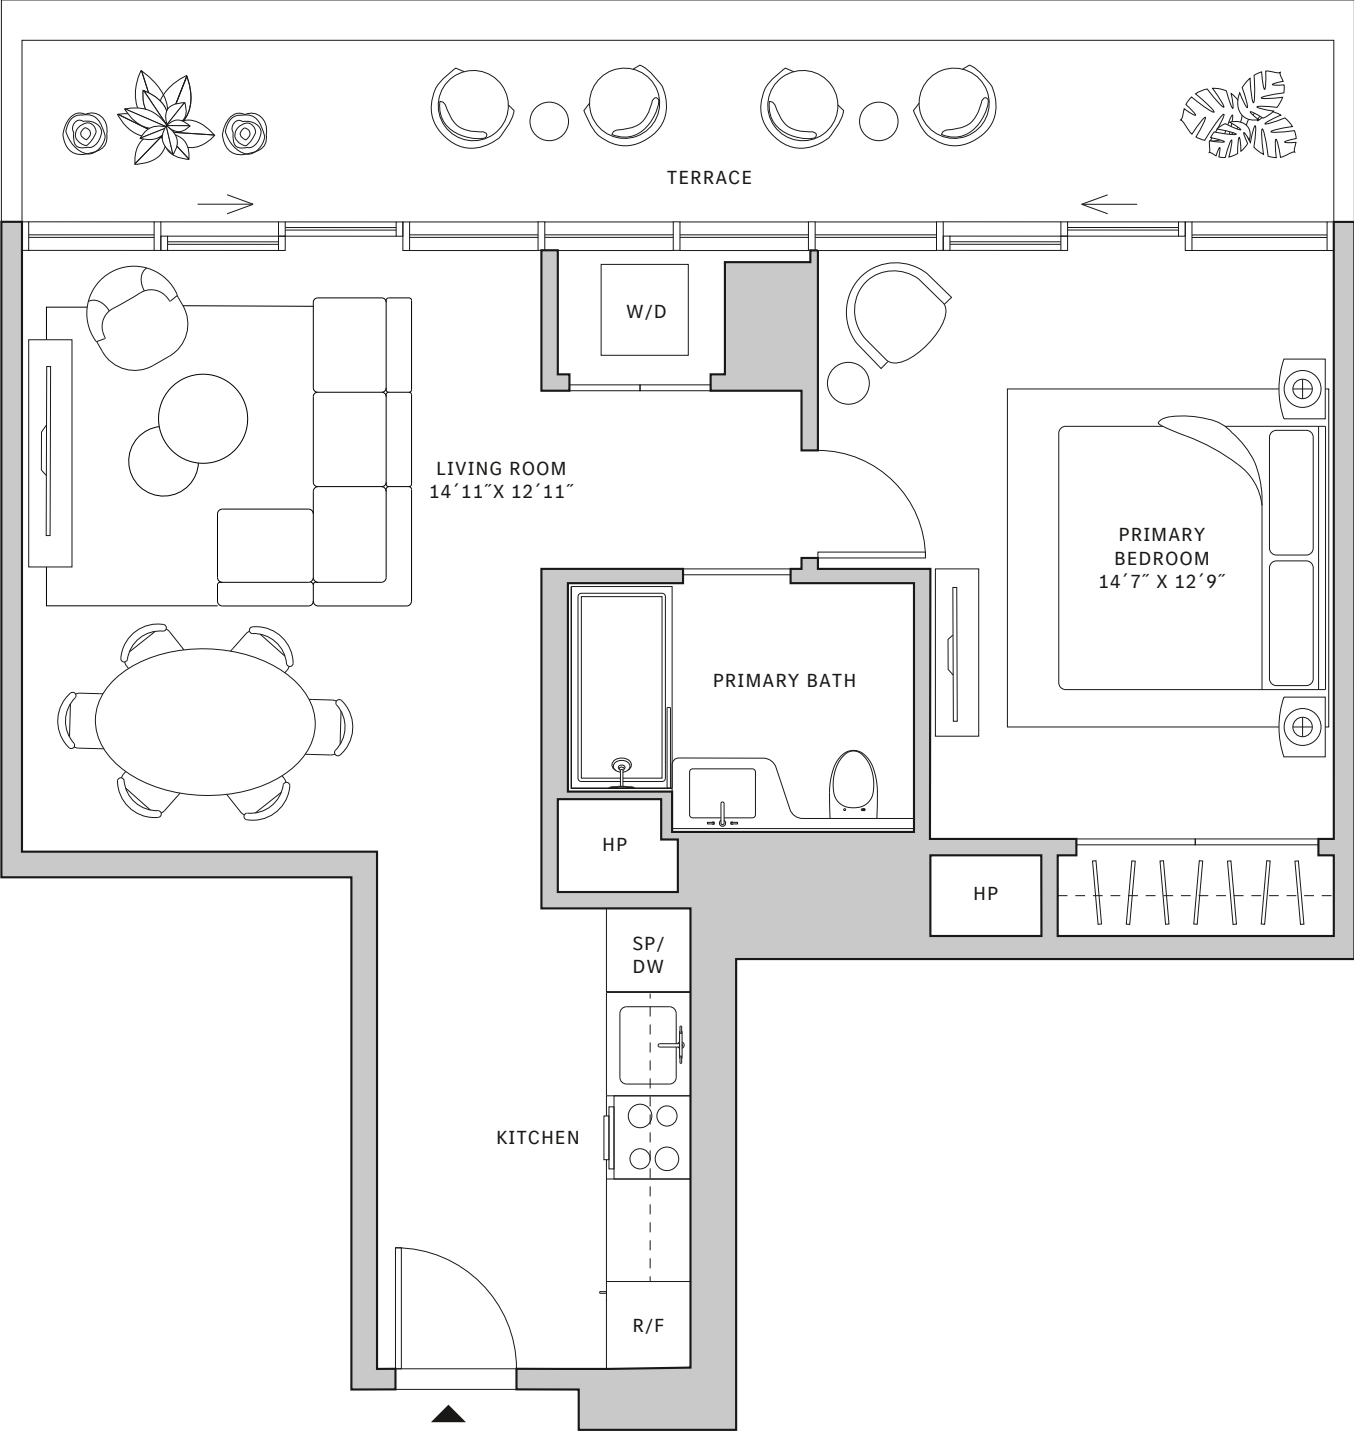 TERRACE
W/D
LIVING ROOM
14´11˝X 12´11˝
PRIMARY
BEDROOM
14´7˝ X 12´9˝
PRIMARY BATH
HP
HP
SP/
DW
KITCHEN
R/F